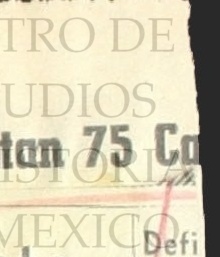 TRO DE
UDIOS
tan 75 Ca
ISTORI
MEXICO
Defi